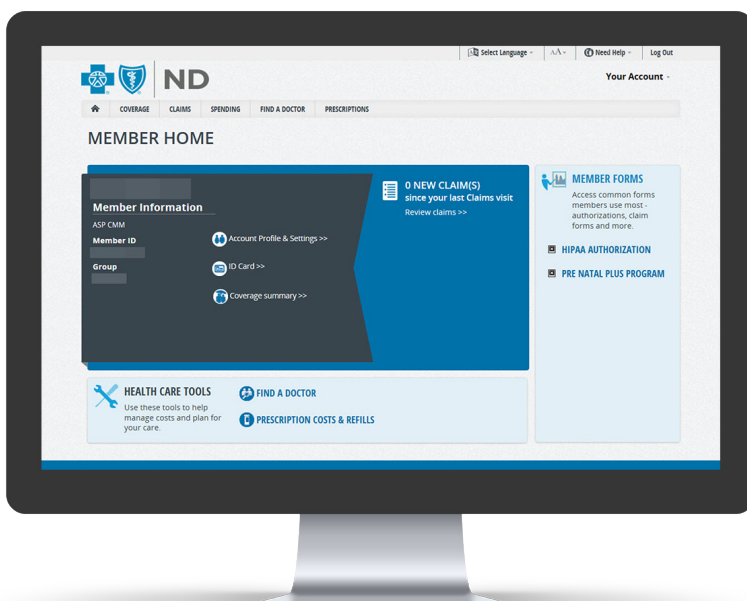 Select Language
AA
Need Help
Log Out
ND
Your Account
COVERAGE
CLAIMS
SPENDING
FIND A DOCTOR
PRESCRIPTIONS
MEMBER HOME
Member Information
ASP CMM
Member ID
Group
Account Profile & Settings >>
ID Card >>
Coverage summary >>
0 NEW CLAIM(S)
since your last Claims visit
Review claims >>
MEMBER FORMS
Access common forms
members use most -
authorizations, claim
forms and more.
HIPAA AUTHORIZATION
PRE NATAL PLUS PROGRAM
HEALTH CARE TOOLS
Use these tools to help
manage costs and plan for
your care.
FIND A DOCTOR
PRESCRIPTION COSTS & REFILLS